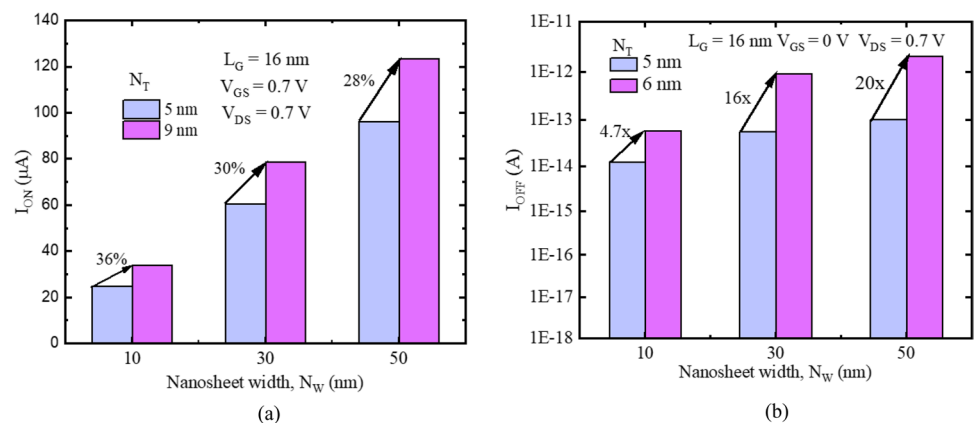 140
120
100
80
60
40
20
0
I_ON (μA)
N_T
5 nm
9 nm
L_G = 16 nm
V_GS = 0.7 V
V_DS = 0.7 V
36%
30%
28%
10 30 50
Nanosheet width, N_W (nm)
(a)
1E-11
1E-12
1E-13
1E-14
1E-15
1E-16
1E-17
1E-18
I_OFF (A)
N_T
5 nm
6 nm
L_G = 16 nm V_GS = 0 V V_DS = 0.7 V
4.7x
16x
20x
10 30 50
Nanosheet width, N_W (nm)
(b)